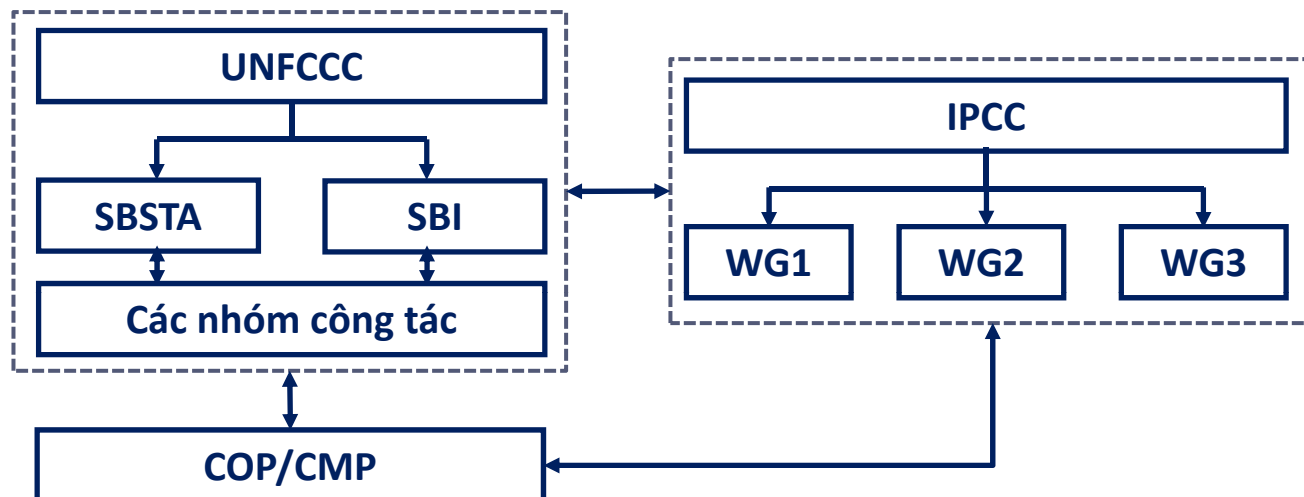 UNFCCC
IPCC
SBSTA
SBI
WG1
WG2
WG3
Các nhóm công tác
COP/CMP